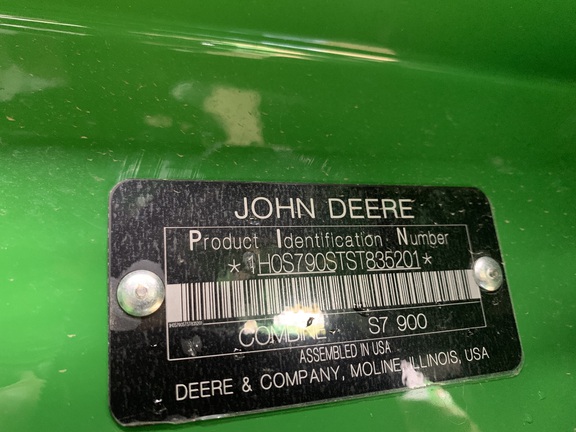 JOHN DEERE
Product Identification Number
*1H0S790STST835201*
COMBINE S7 900
ASSEMBLED IN USA
DEERE & COMPANY, MOLINE, ILLINOIS, USA